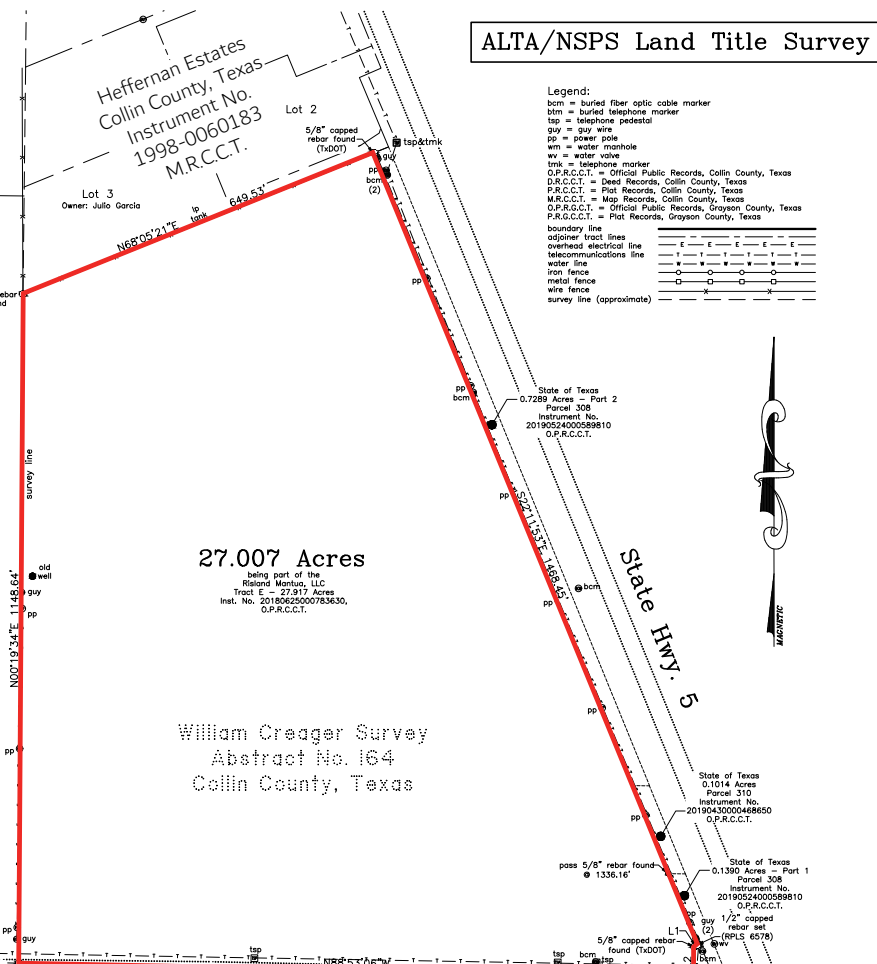 ALTA/NSPS Land Title Survey
Heffernan Estates
Collin County, Texas
Instrument No.
1998-0060183
M.R.C.C.T.
Lot 2
5/8" capped
rebar found
(TxDOT)
tsp&tmk
guy
pp
bcm
(2)
Lot 3
Owner: Julio Garcia
lp
tank
N68°05'21"E
649.53'
Legend:
bcm = buried fiber optic cable marker
btm = buried telephone marker
tsp = telephone pedestal
guy = guy wire
pp = power pole
wm = water manhole
wv = water valve
tmk = telephone marker
O.P.R.C.C.T. = Official Public Records, Collin County, Texas
D.R.C.C.T. = Deed Records, Collin County, Texas
P.R.C.C.T. = Plat Records, Collin County, Texas
M.R.C.C.T. = Map Records, Collin County, Texas
O.P.R.G.C.T. = Official Public Records, Grayson County, Texas
P.R.G.C.C.T. = Plat Records, Grayson County, Texas
boundary line
adjoiner tract lines
overhead electrical line
E E E E E
telecommunications line
T T T T T T
water line
W W W W W
iron fence
metal fence
wire fence
x x
survey line (approximate)
ebar
nd
pp
pp
bcm
State of Texas
0.7289 Acres - Part 2
Parcel 308
Instrument No.
20190524000589810
O.P.R.C.C.T.
survey line
pp
S22°11'53"E, 1468.45'
27.007 Acres
being part of the
Risland Mantua, LLC
Tract E - 27.917 Acres
Inst. No. 20180625000783630,
O.P.R.C.C.T.
old
well
guy
pp
N00°19'34"E 1148.64'
bcm
pp
State Hwy. 5
MAGNETIC
pp
William Creager Survey
Abstract No. 164
Collin County, Texas
pp
State of Texas
0.1014 Acres
Parcel 310
Instrument No.
20190430000468650
O.P.R.C.C.T.
pp
pass 5/8" rebar found
@ 1336.16'
State of Texas
0.1390 Acres - Part 1
Parcel 308
Instrument No.
20190524000589810
O.P.R.C.C.T.
pp
guy
(2)
1/2" capped
rebar set
(RPLS 6578)
L1
5/8" capped rebar
found (TxDOT)
wv
bcm
pp
guy
tsp
N88°53'06"W
tsp
bcm
tsp